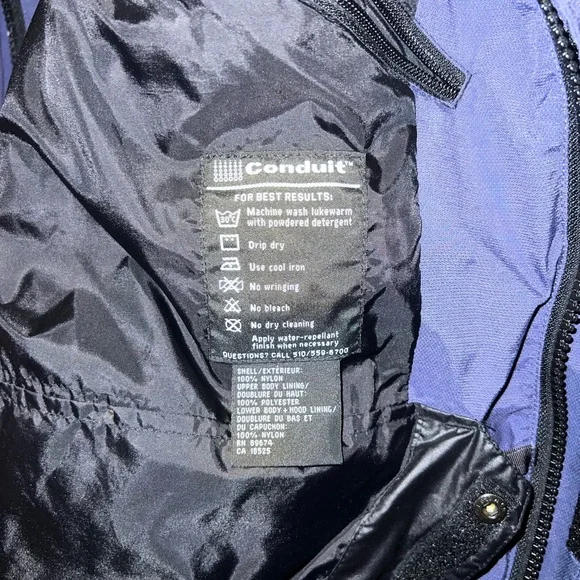 Conduit™
FOR BEST RESULTS:
30°C
Machine wash lukewarm
with powdered detergent
Drip dry
Use cool iron
No wringing
No bleach
No dry cleaning
Apply water-repellant
finish when necessary
QUESTIONS? CALL 510/559-6700
SHELL/EXTÉRIEUR:
100% NYLON
UPPER BODY LINING/
DOUBLURE DU HAUT:
100% POLYESTER
LOWER BODY + HOOD LINING/
DOUBLURE DU BAS ET
DU CAPUCHON:
100% NYLON
RN 89674
CA 18525